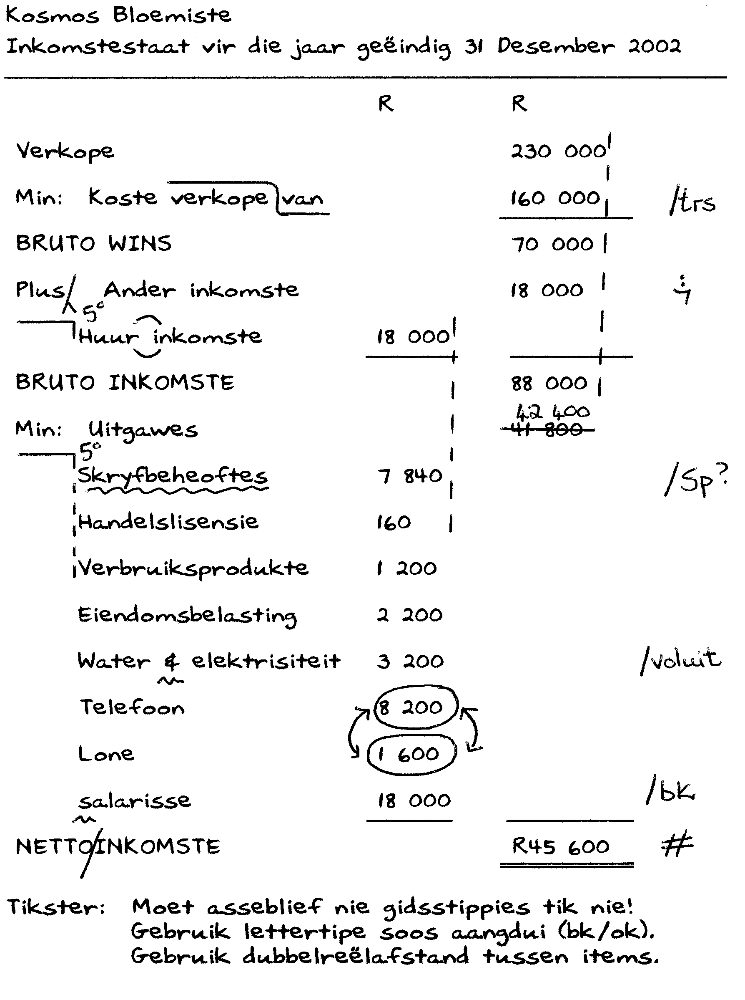 Kosmos Bloemiste
Inkomstestaat vir die jaar geëindig 31 Desember 2002
R R
Verkope 230 000
Min: Koste verkope van 160 000 /trs
BRUTO WINS 70 000
Plus/ Ander inkomste 18 000 :
5°
Huur inkomste 18 000
BRUTO INKOMSTE 88 000
42 400
Min: Uitgawes 41 800
5°
Skryfbeheoftes 7 840 /Sp?
Handelslisensie 160
Verbruiksprodukte 1 200
Eiendomsbelasting 2 200
Water & elektrisiteit 3 200 /voluit
Telefoon 8 200
Lone 1 600
salarisse 18 000 /bk
NETTO/INKOMSTE R45 600 #
Tikster: Moet asseblief nie gidsstippies tik nie!
Gebruik lettertipe soos aangdui (bk/ok).
Gebruik dubbelreëlafstand tussen items.